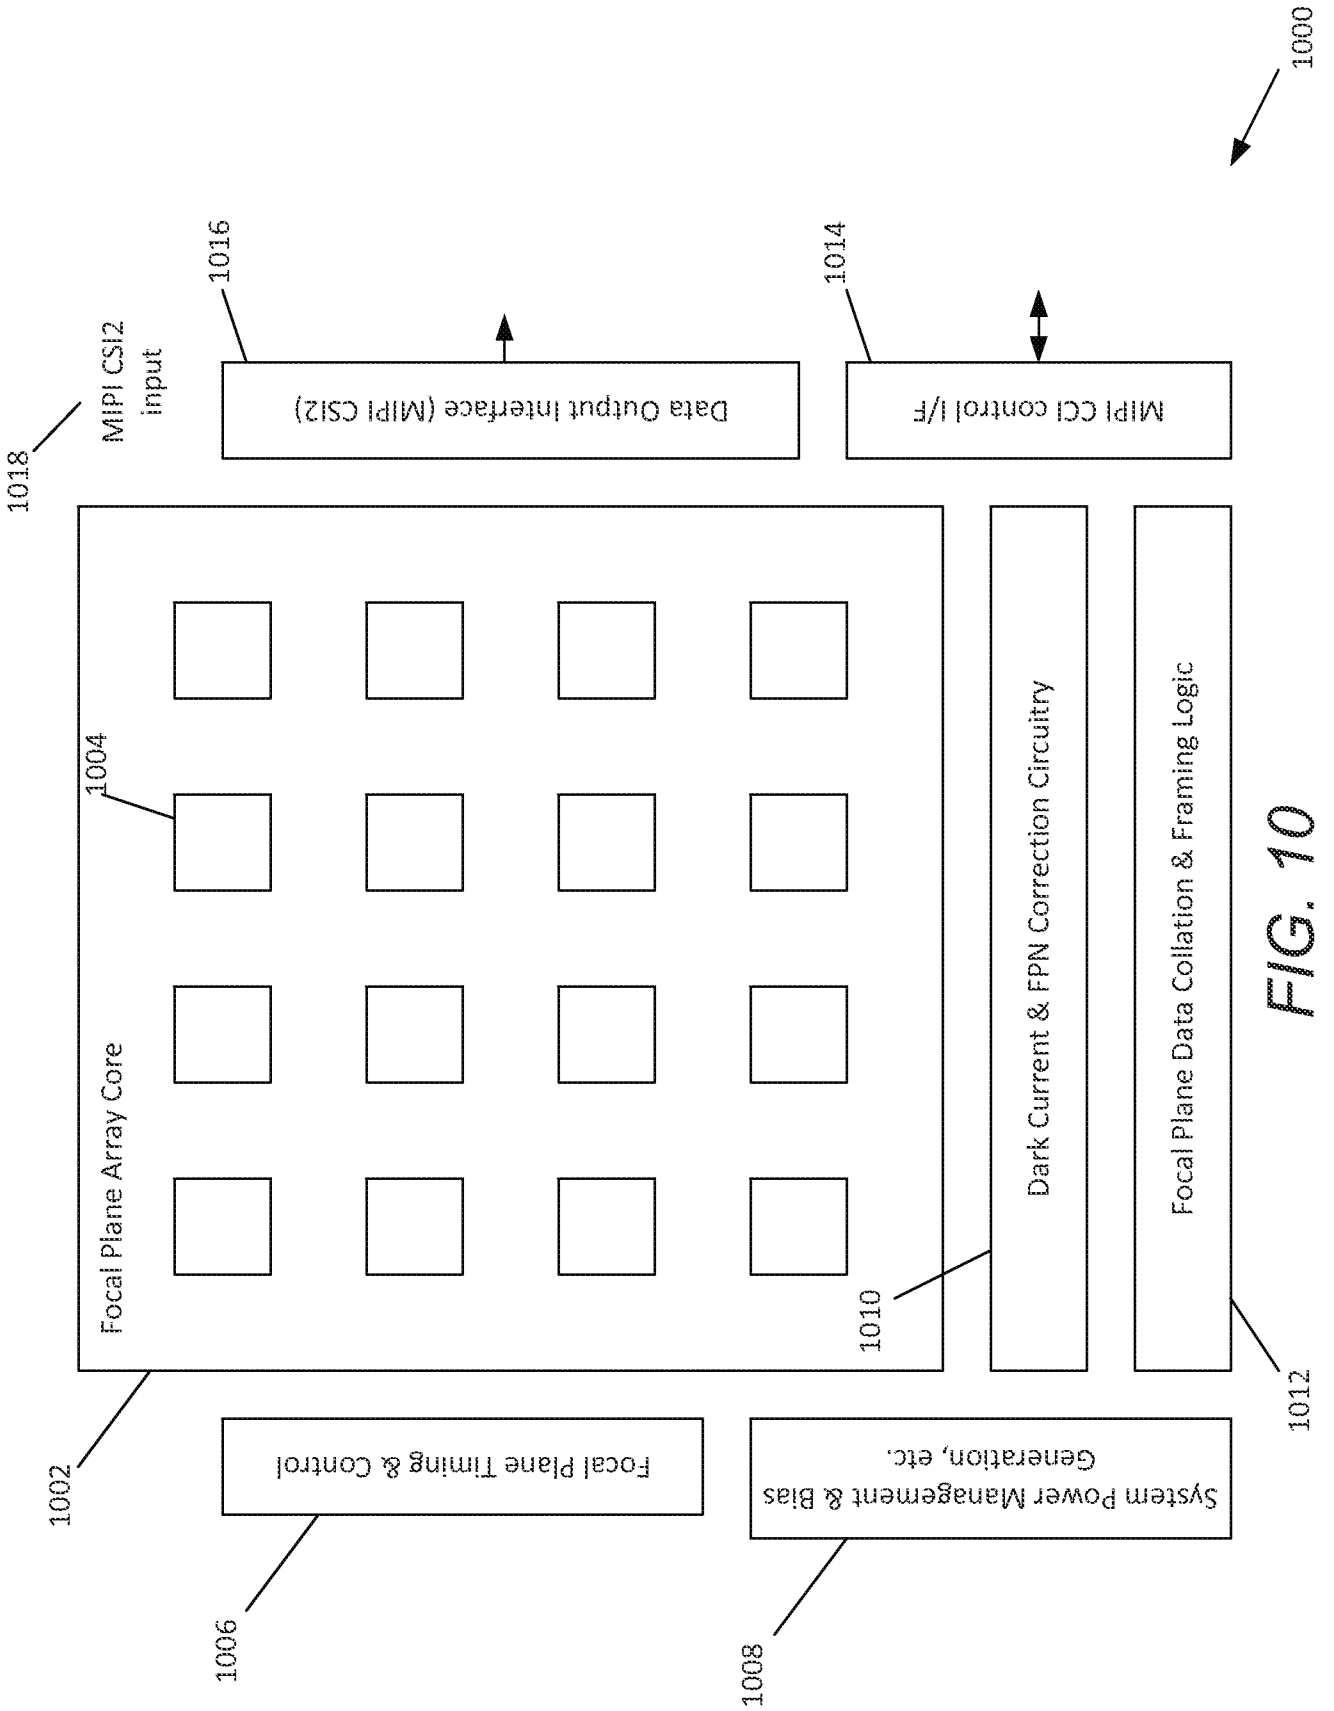 1000
1018
MIPI CSI2
input
1016
Data Output Interface (MIPI CSI2)
1014
MIPI CCI control I/F
1002
Focal Plane Array Core
1004
1006
Focal Plane Timing & Control
1008
System Power Management & Bias
Generation, etc.
1010
Dark Current & FPN Correction Circuitry
1012
Focal Plane Data Collation & Framing Logic
FIG. 10